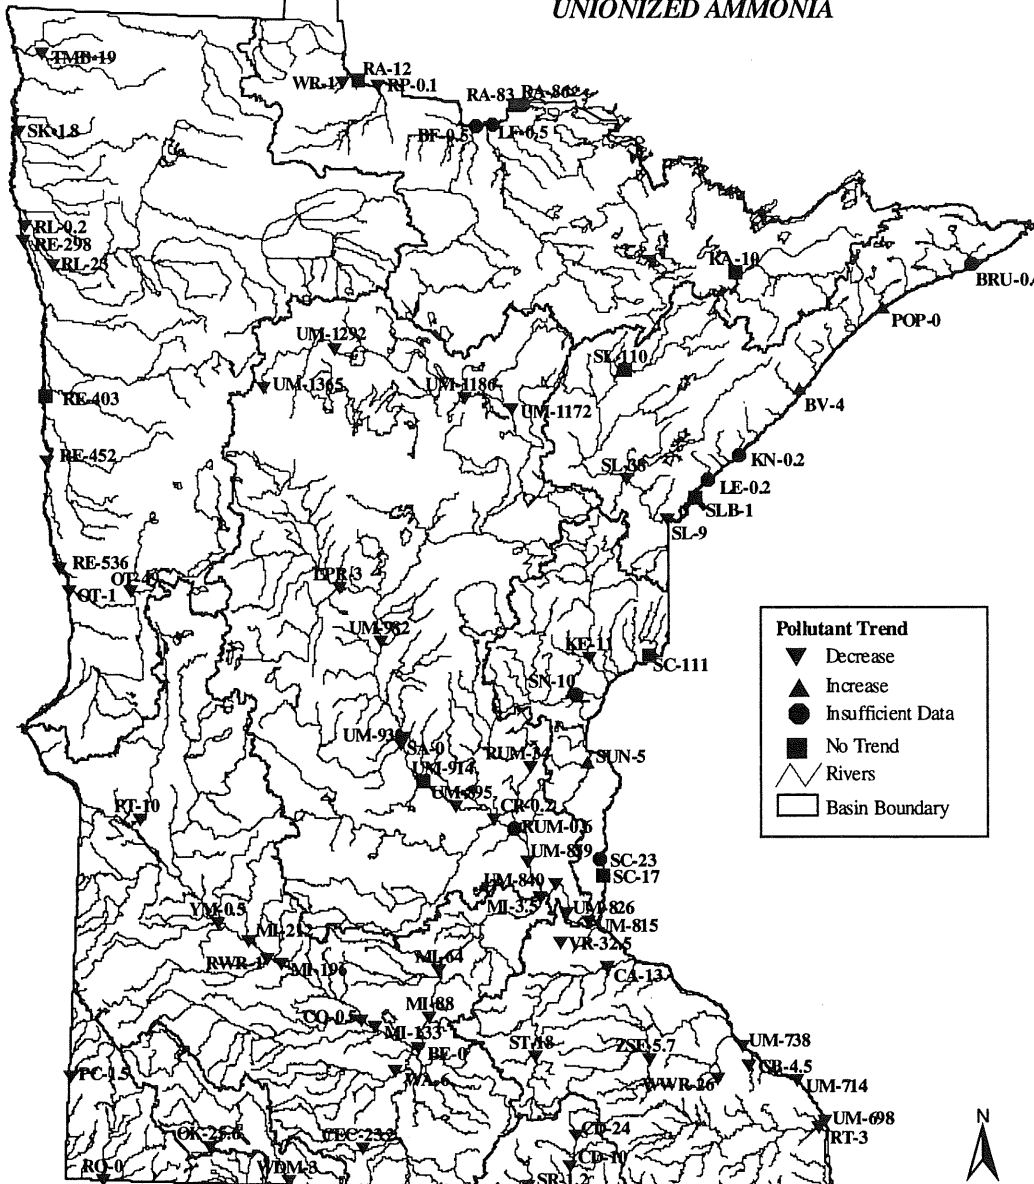 UNIONIZED AMMONIA
TMB-19
RA-12
WR-1
RP-0.1
RA-83
RA-86
BF-0.5
LF-0.5
SK-1.8
RL-0.2
RE-298
RL-23
KA-10
BRU-0.
POP-0
UM-1292
SL-110
UM-1365
UM-1186
UM-1172
RE-403
BV-4
RE-452
SL-38
KN-0.2
LE-0.2
SLB-1
SL-9
RE-536
OT-1
LPR-3
UM-982
KE-11
SC-111
SN-10
Pollutant Trend
Decrease
Increase
Insufficient Data
No Trend
Rivers
Basin Boundary
UM-93
SA-0
UM-914
RUM-34
SUN-5
UM-895
PT-10
CR-0.2
RUM-0.6
UM-859
SC-23
SC-17
UM-840
MI-3.5
UM-826
UM-815
YM-0.5
MI-212
VR-32.5
RWR-1
MI-196
MI-64
CA-13
MI-88
CO-0.5
MI-133
BE-0
WA-6
ST-18
ZSF-5.7
UM-738
CB-4.5
WWR-26
UM-714
PC-1.5
UM-698
RT-3
OK-25.6
CEC-23.2
CD-24
CD-10
RO-0
WDM-3
SR-1.2
N